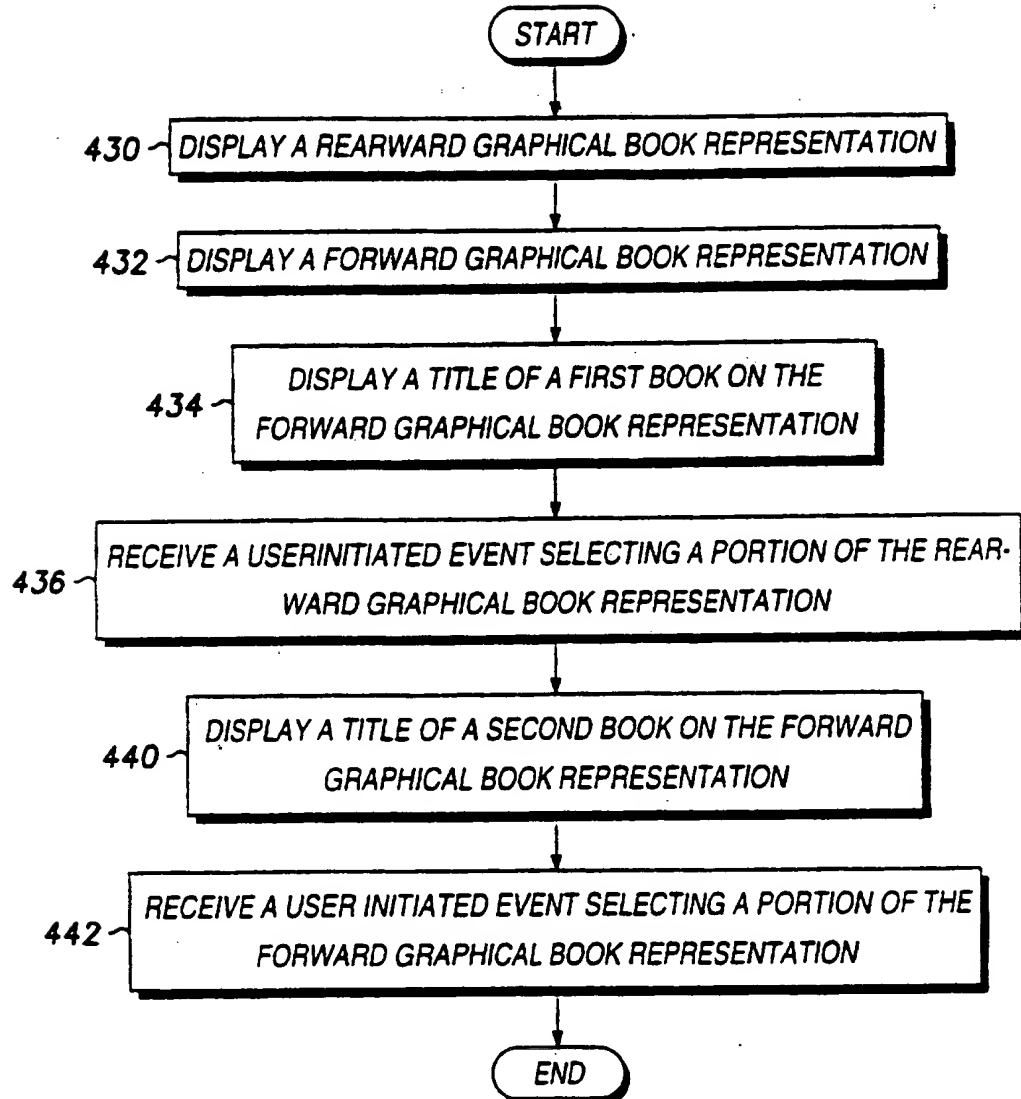 START
430 DISPLAY A REARWARD GRAPHICAL BOOK REPRESENTATION
432 DISPLAY A FORWARD GRAPHICAL BOOK REPRESENTATION
434 DISPLAY A TITLE OF A FIRST BOOK ON THE
FORWARD GRAPHICAL BOOK REPRESENTATION
436 RECEIVE A USERINITIATED EVENT SELECTING A PORTION OF THE REAR-
WARD GRAPHICAL BOOK REPRESENTATION
440 DISPLAY A TITLE OF A SECOND BOOK ON THE FORWARD
GRAPHICAL BOOK REPRESENTATION
442 RECEIVE A USER INITIATED EVENT SELECTING A PORTION OF THE
FORWARD GRAPHICAL BOOK REPRESENTATION
END